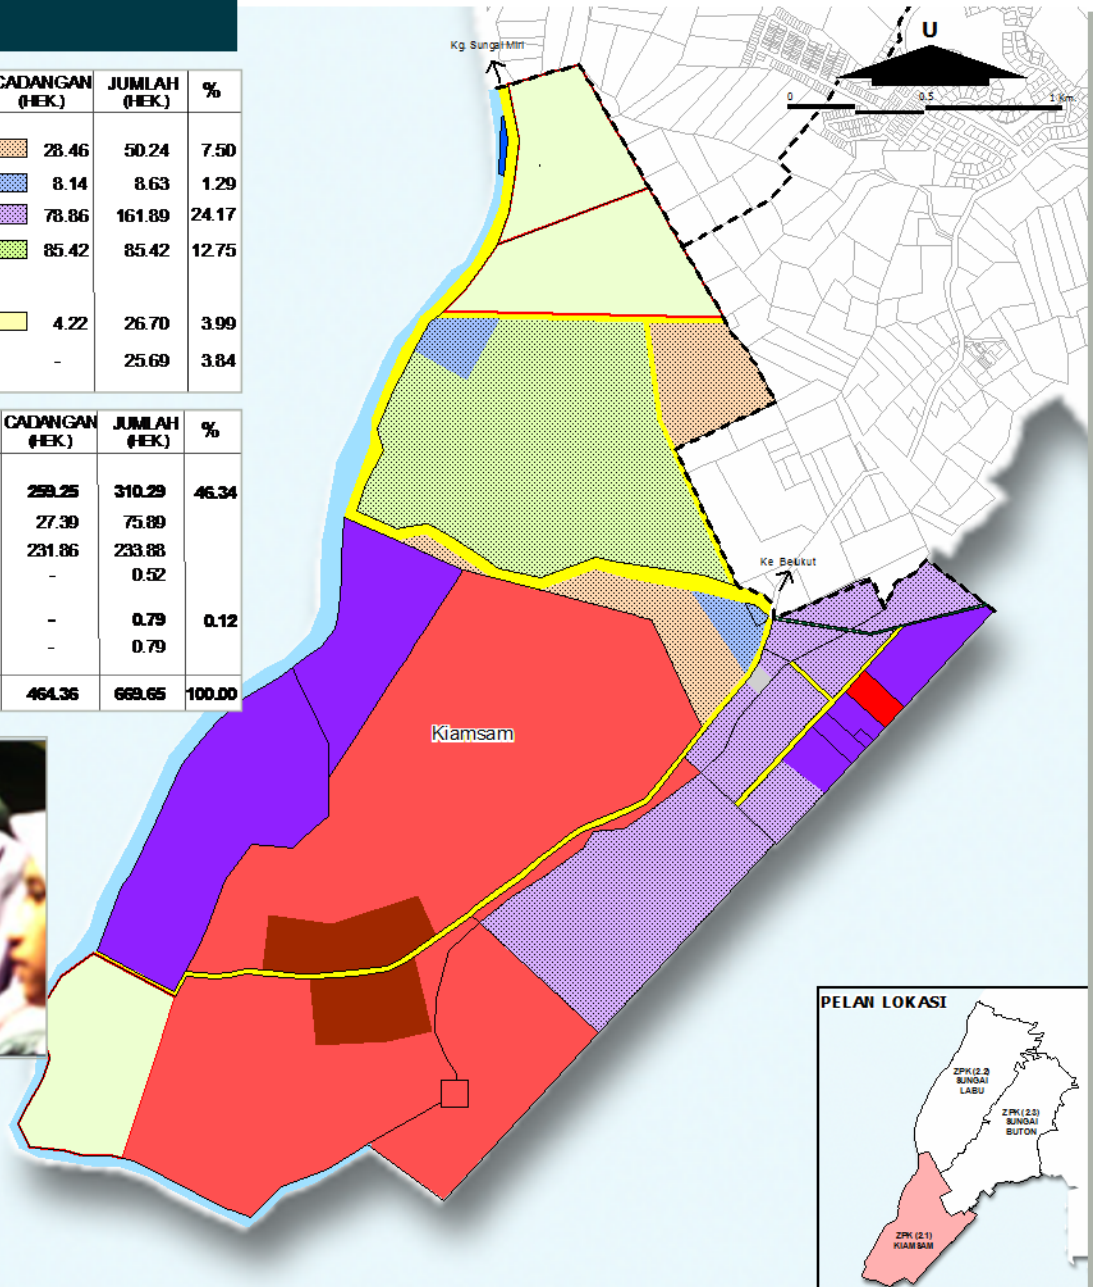 Kg. Sungai Miri
U
0 0.5 1 Km.
CADANGAN (HEK.) JUMLAH (HEK.) %
28.46 50.24 7.50
8.14 8.63 1.29
78.86 161.89 24.17
85.42 85.42 12.75
4.22 26.70 3.99
- 25.69 3.84
CADANGAN (HEK.) JUMLAH (HEK.) %
259.25 310.29 46.34
27.39 75.89
231.86 233.88
- 0.52
- 0.79 0.12
- 0.79
464.36 669.65 100.00
Ke Belukut
Kiamsam
PELAN LOKASI
ZPK (2.2)
SUNGAI
LABU
ZPK (2.3)
SUNGAI
BUTON
ZPK (2.1)
KIAMSAM